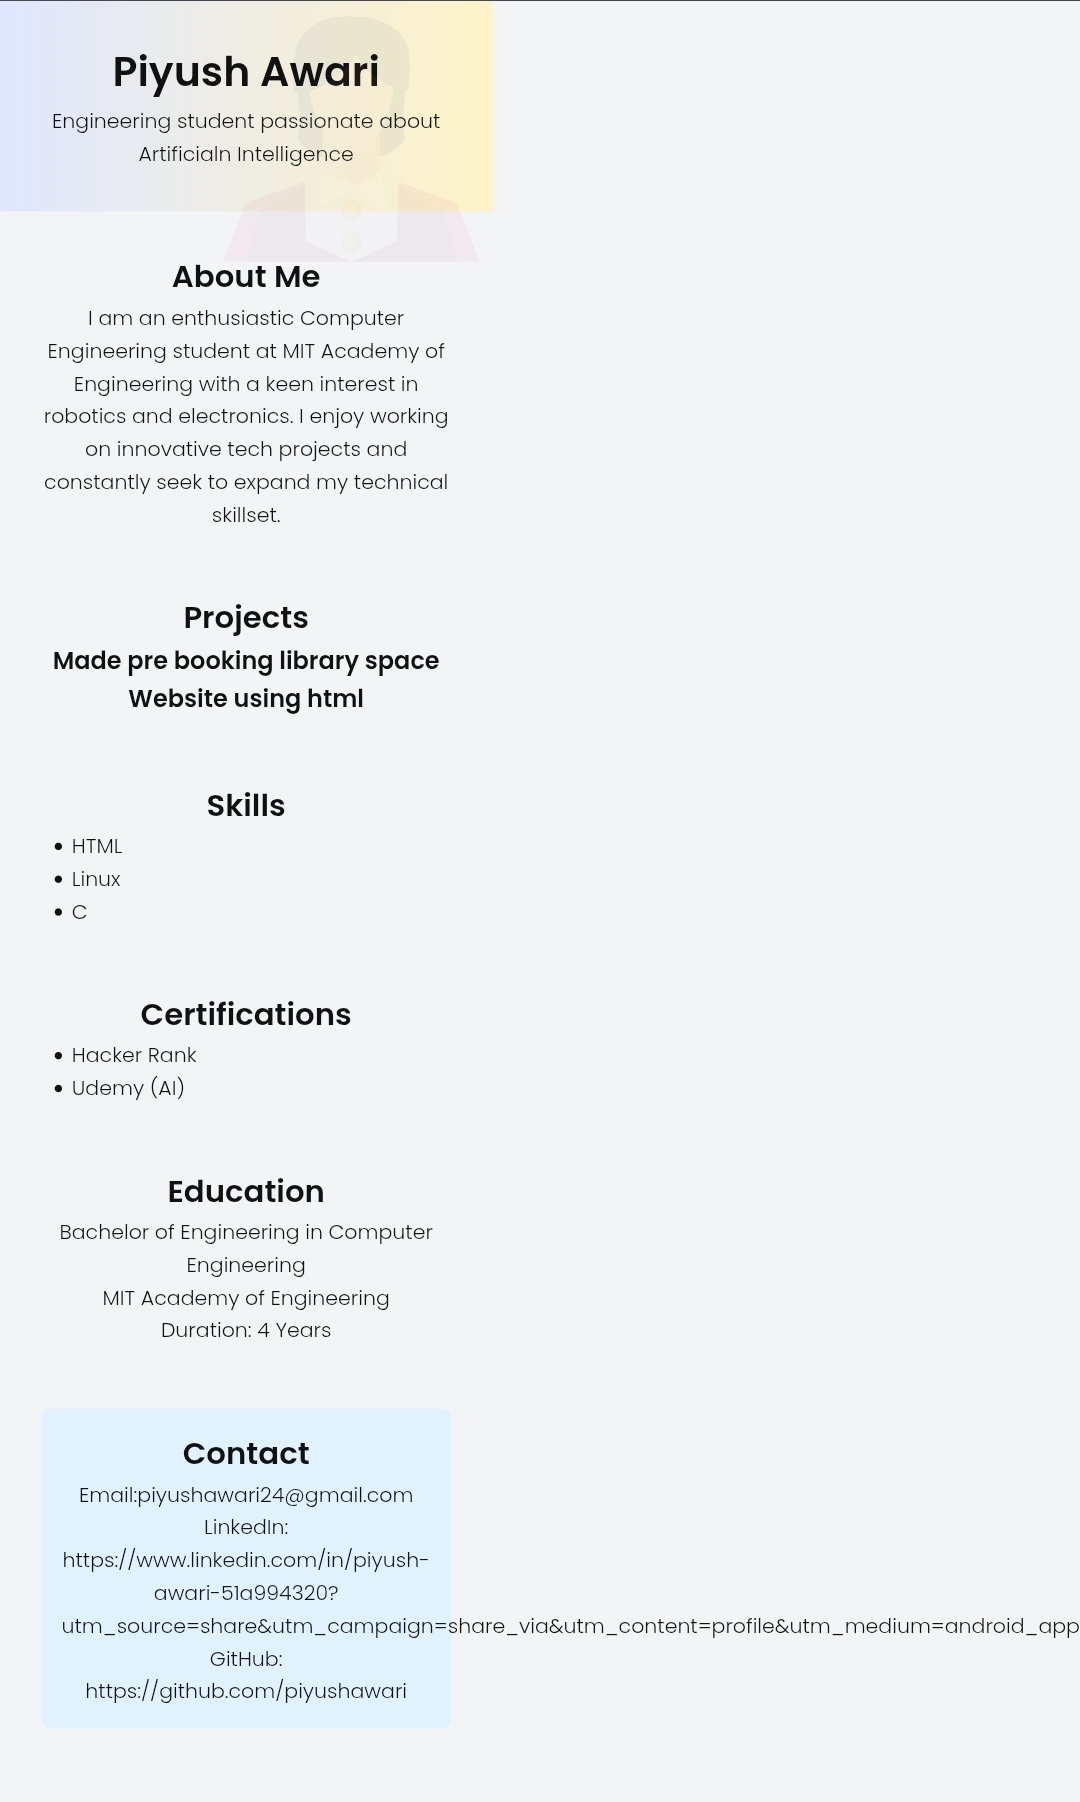 Piyush Awari
Engineering student passionate about
Artificialn Intelligence
About Me
I am an enthusiastic Computer
Engineering student at MIT Academy of
Engineering with a keen interest in
robotics and electronics. I enjoy working
on innovative tech projects and
constantly seek to expand my technical
skillset.
Projects
Made pre booking library space
Website using html
Skills
• HTML
• Linux
• C
Certifications
• Hacker Rank
• Udemy (AI)
Education
Bachelor of Engineering in Computer
Engineering
MIT Academy of Engineering
Duration: 4 Years
Contact
Email:piyushawari24@gmail.com
LinkedIn:
https://www.linkedin.com/in/piyush-
awari-51a994320?
utm_source=share&utm_campaign=share_via&utm_content=profile&utm_medium=android_app
GitHub:
https://github.com/piyushawari